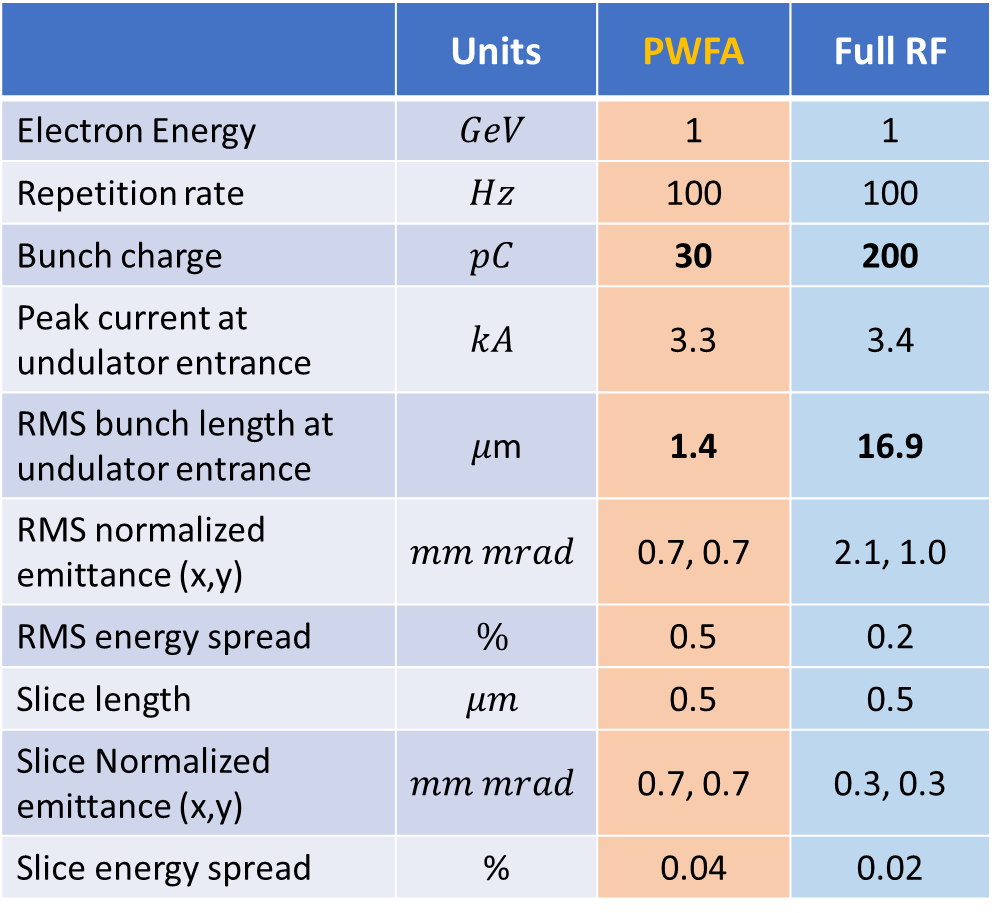 Units PWFA Full RF
Electron Energy GeV 1 1
Repetition rate Hz 100 100
Bunch charge pC 30 200
Peak current at
undulator entrance kA 3.3 3.4
RMS bunch length at
undulator entrance μm 1.4 16.9
RMS normalized
emittance (x,y) mm mrad 0.7, 0.7 2.1, 1.0
RMS energy spread % 0.5 0.2
Slice length μm 0.5 0.5
Slice Normalized
emittance (x,y) mm mrad 0.7, 0.7 0.3, 0.3
Slice energy spread % 0.04 0.02